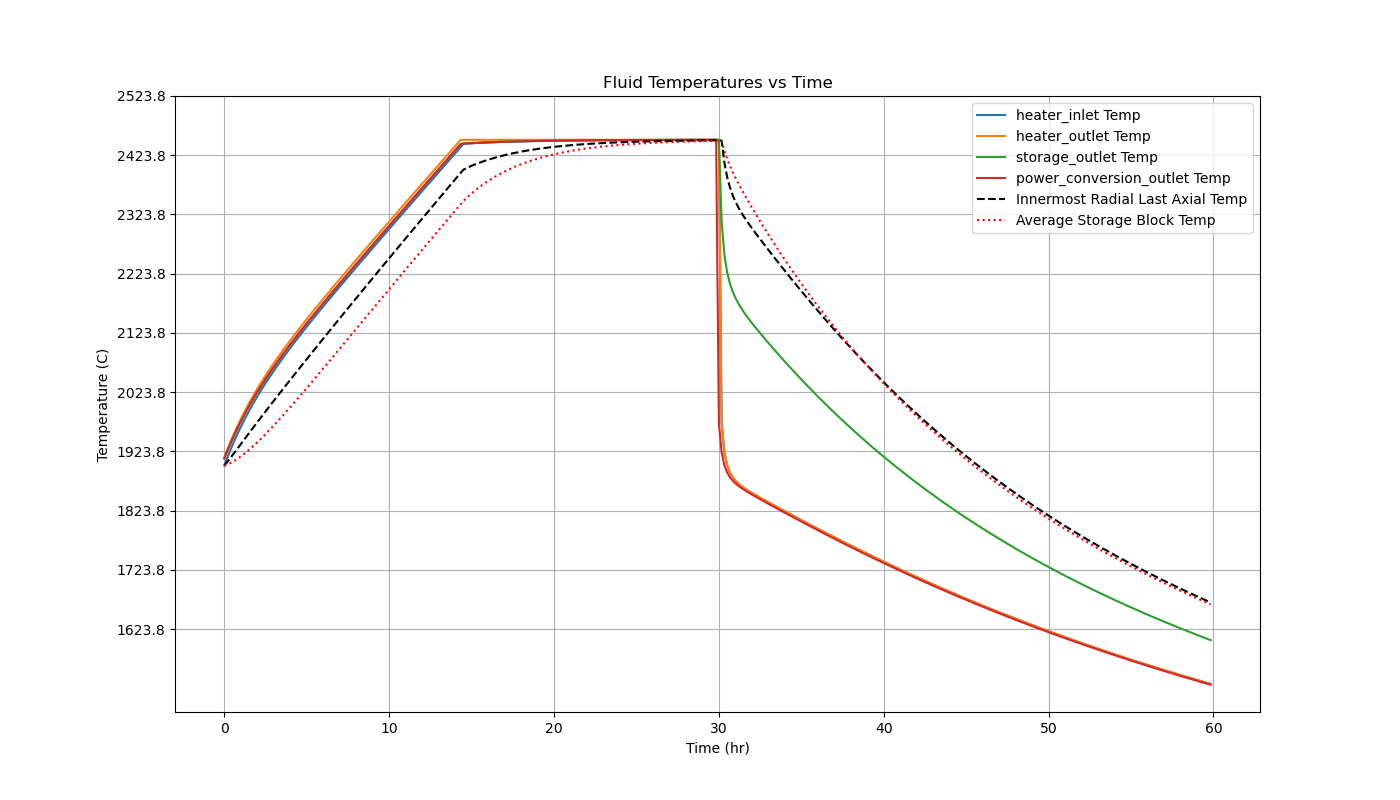 Fluid Temperatures vs Time
2523.8
2423.8
2323.8
2223.8
2123.8
2023.8
1923.8
1823.8
1723.8
1623.8
Temperature (C)
heater_inlet Temp
heater_outlet Temp
storage_outlet Temp
power_conversion_outlet Temp
Innermost Radial Last Axial Temp
Average Storage Block Temp
0 10 20 30 40 50 60
Time (hr)